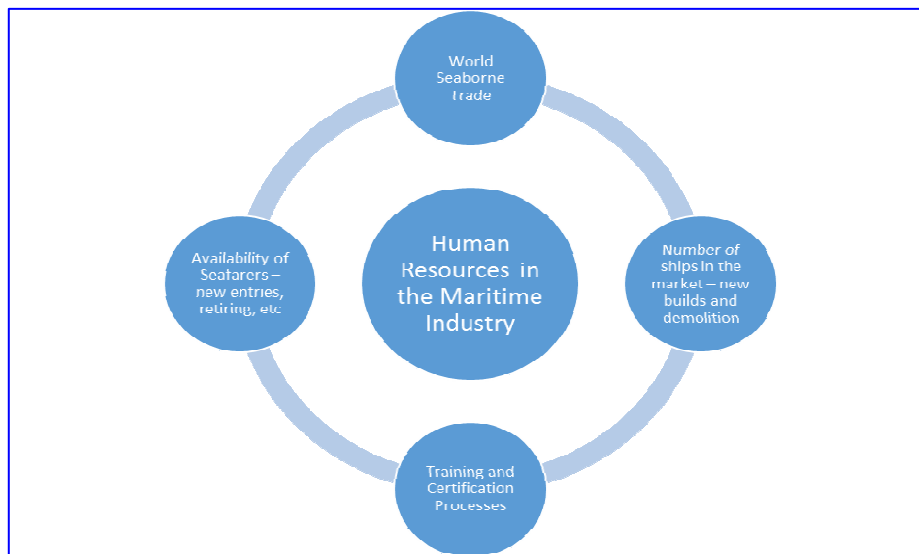 World
Seaborne
Trade
Human
Resources in
the Maritime
Industry
Availability of
Seafarers –
new entries,
retiring, etc
Number of
ships in the
market – new
builds and
demolition
Training and
Certification
Processes